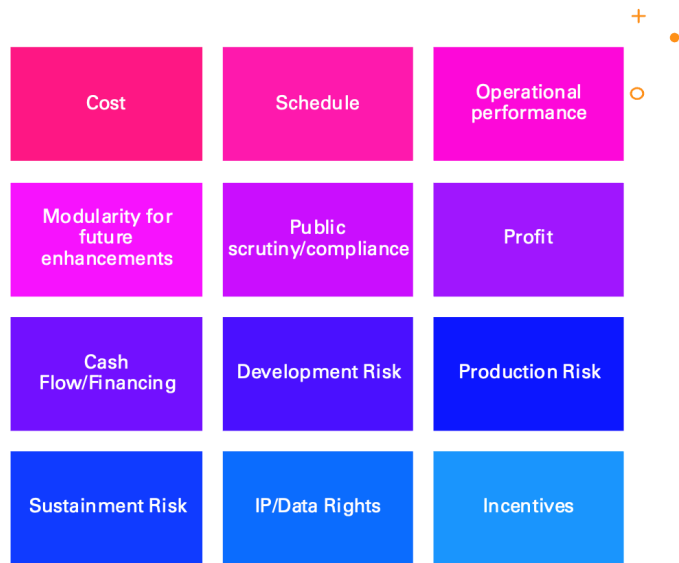 Cost
Schedule
Operational
performance
Modularity for
future
enhancements
Public
scrutiny/compliance
Profit
Cash
Flow/Financing
Development Risk
Production Risk
Sustainment Risk
IP/Data Rights
Incentives